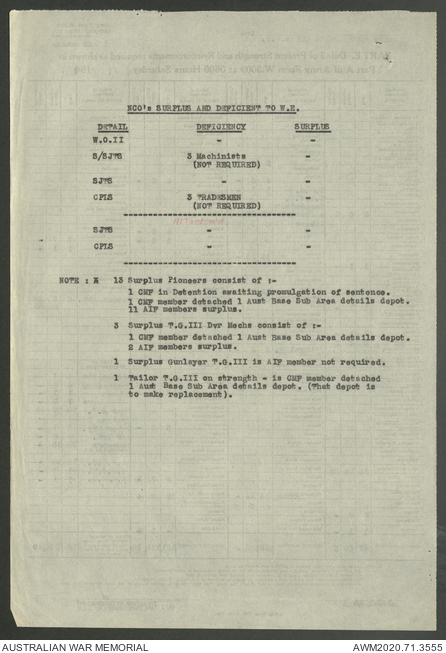 NCO's SURPLUS AND DEFICIENT TO W.E.
DETAIL DEFICIENCY SURPLUS
W.O.II - -
S/SJTS 3 Machinists -
(NOT REQUIRED)
SJTS - -
CPLS 3 TRADESMEN -
(NOT REQUIRED)
SJTS - -
CPLS - -
NOTE : A 13 Surplus Pioneers consist of :-
1 CMF in Detention awaiting promulgation of sentence.
1 CMF member detached 1 Aust Base Sub Area details depot.
11 AIF members surplus.
3 Surplus T.G.III Dvr Mechs consist of :-
1 CMF member detached 1 Aust Base Sub Area details depot.
2 AIF members surplus.
1 Surplus Gunlayer T.G.III is AIF member not required.
1 Tailor T.G.III on strength - is CMF member detached
1 Aust Base Sub Area details depot. (That depot is
to make replacement).
AUSTRALIAN WAR MEMORIAL AWM2020.71.3555